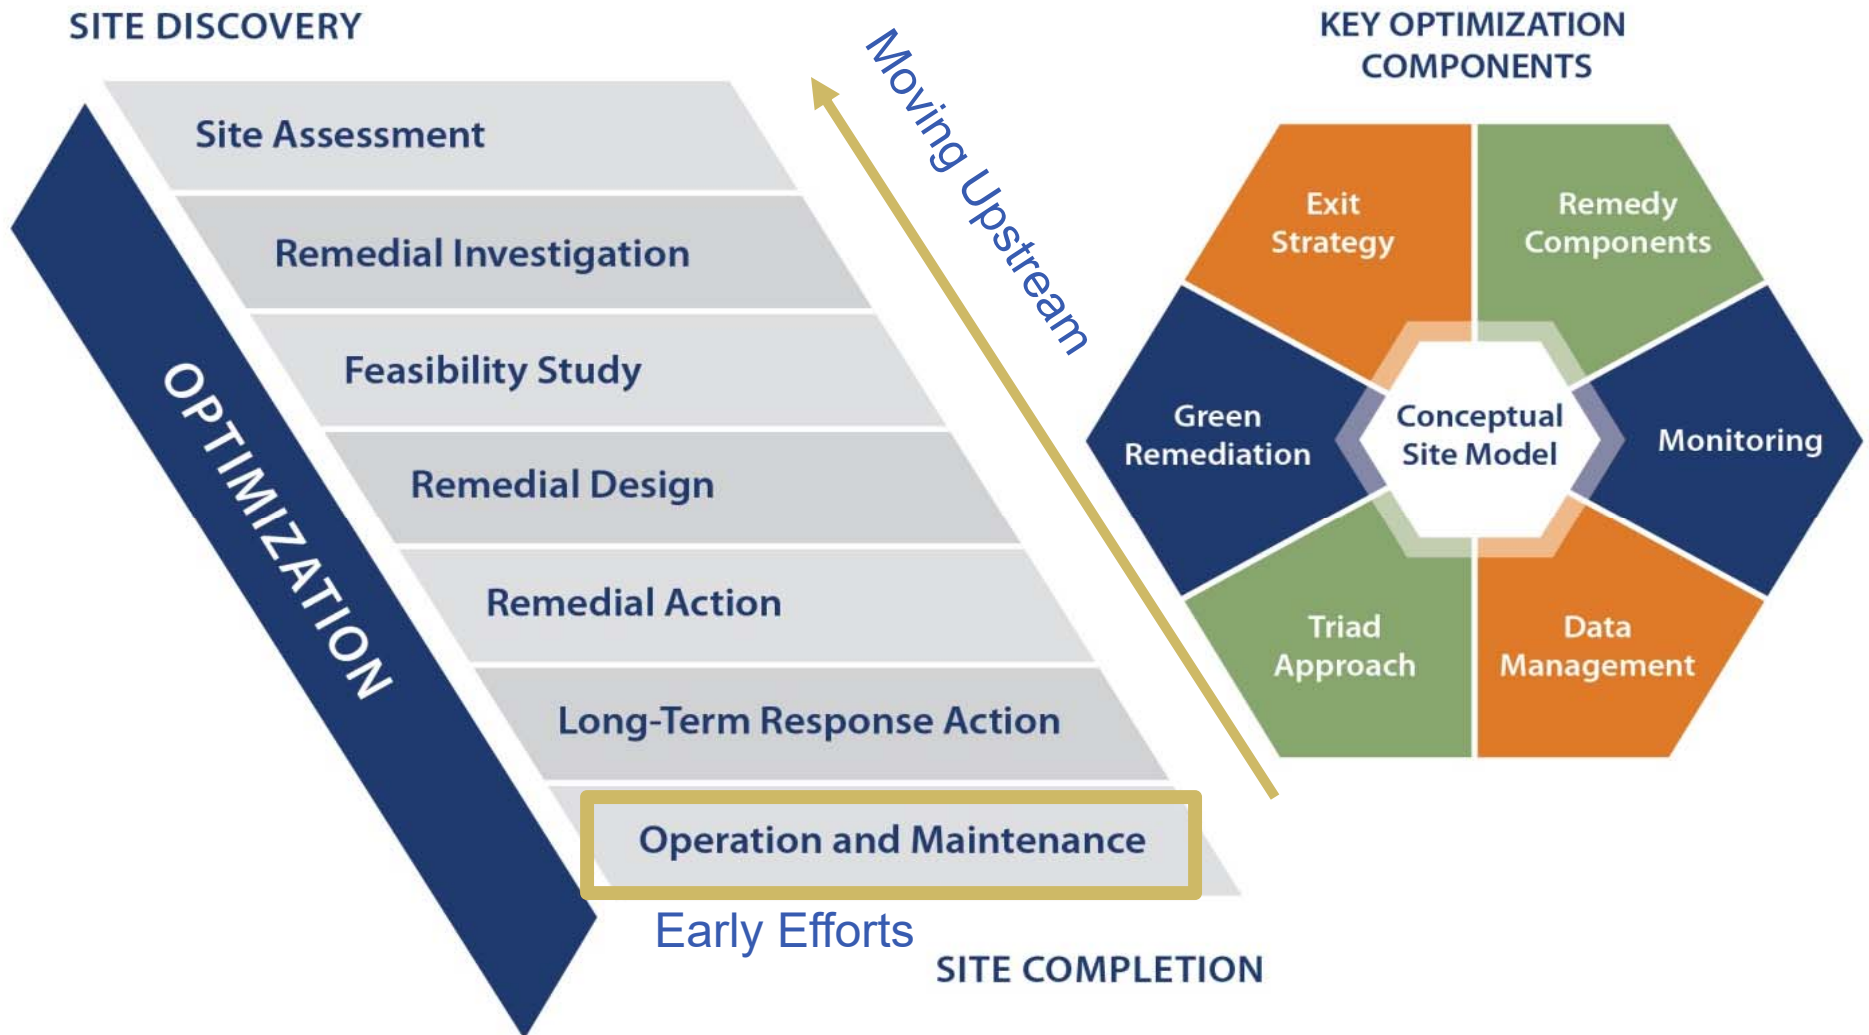 SITE DISCOVERY
Site Assessment
Remedial Investigation
Feasibility Study
Remedial Design
Remedial Action
Long-Term Response Action
Operation and Maintenance
OPTIMIZATION
Early Efforts
SITE COMPLETION
Moving Upstream
KEY OPTIMIZATION
COMPONENTS
Exit
Strategy
Remedy
Components
Green
Remediation
Conceptual
Site Model
Monitoring
Triad
Approach
Data
Management